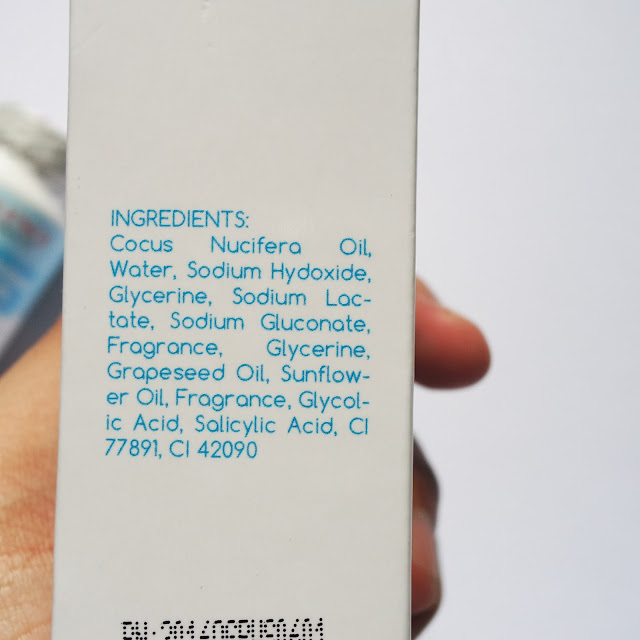 INGREDIENTS:
Cocus Nucifera Oil,
Water, Sodium Hydoxide,
Glycerine, Sodium Lac-
tate, Sodium Gluconate,
Fragrance, Glycerine,
Grapeseed Oil, Sunflow-
er Oil, Fragrance, Glycol-
ic Acid, Salicylic Acid, CI
77891, CI 42090